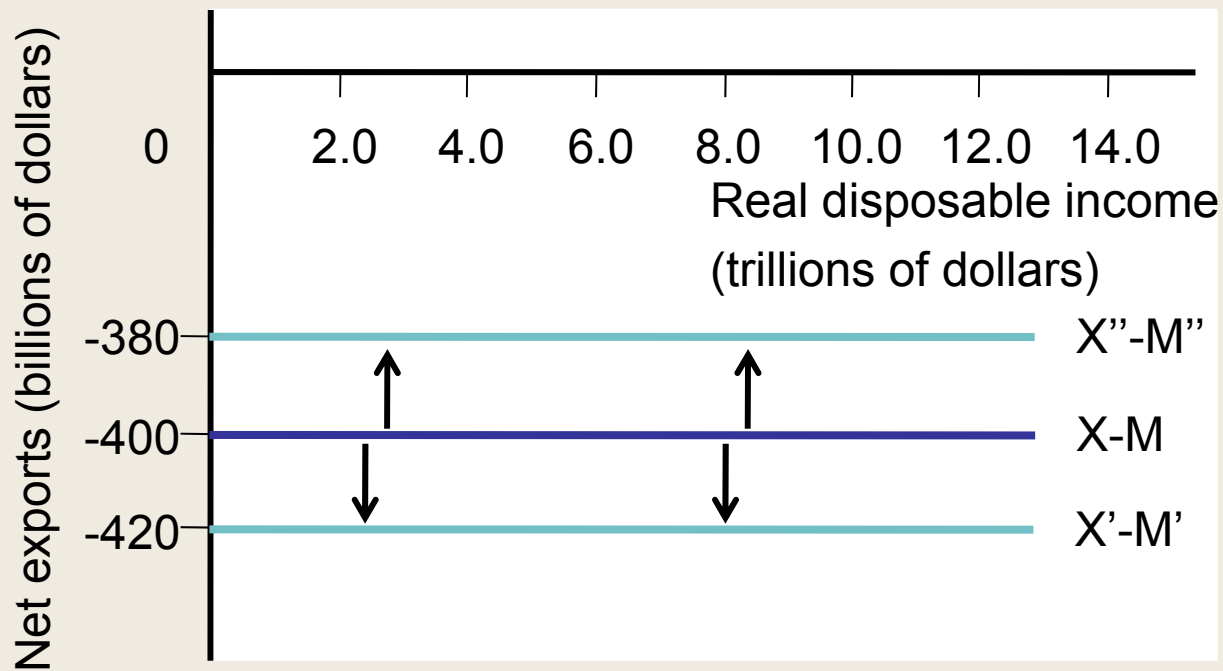 Net exports (billions of dollars)
0 2.0 4.0 6.0 8.0 10.0 12.0 14.0
Real disposable income
(trillions of dollars)
-380 X’’-M’’
-400 X-M
-420 X’-M’